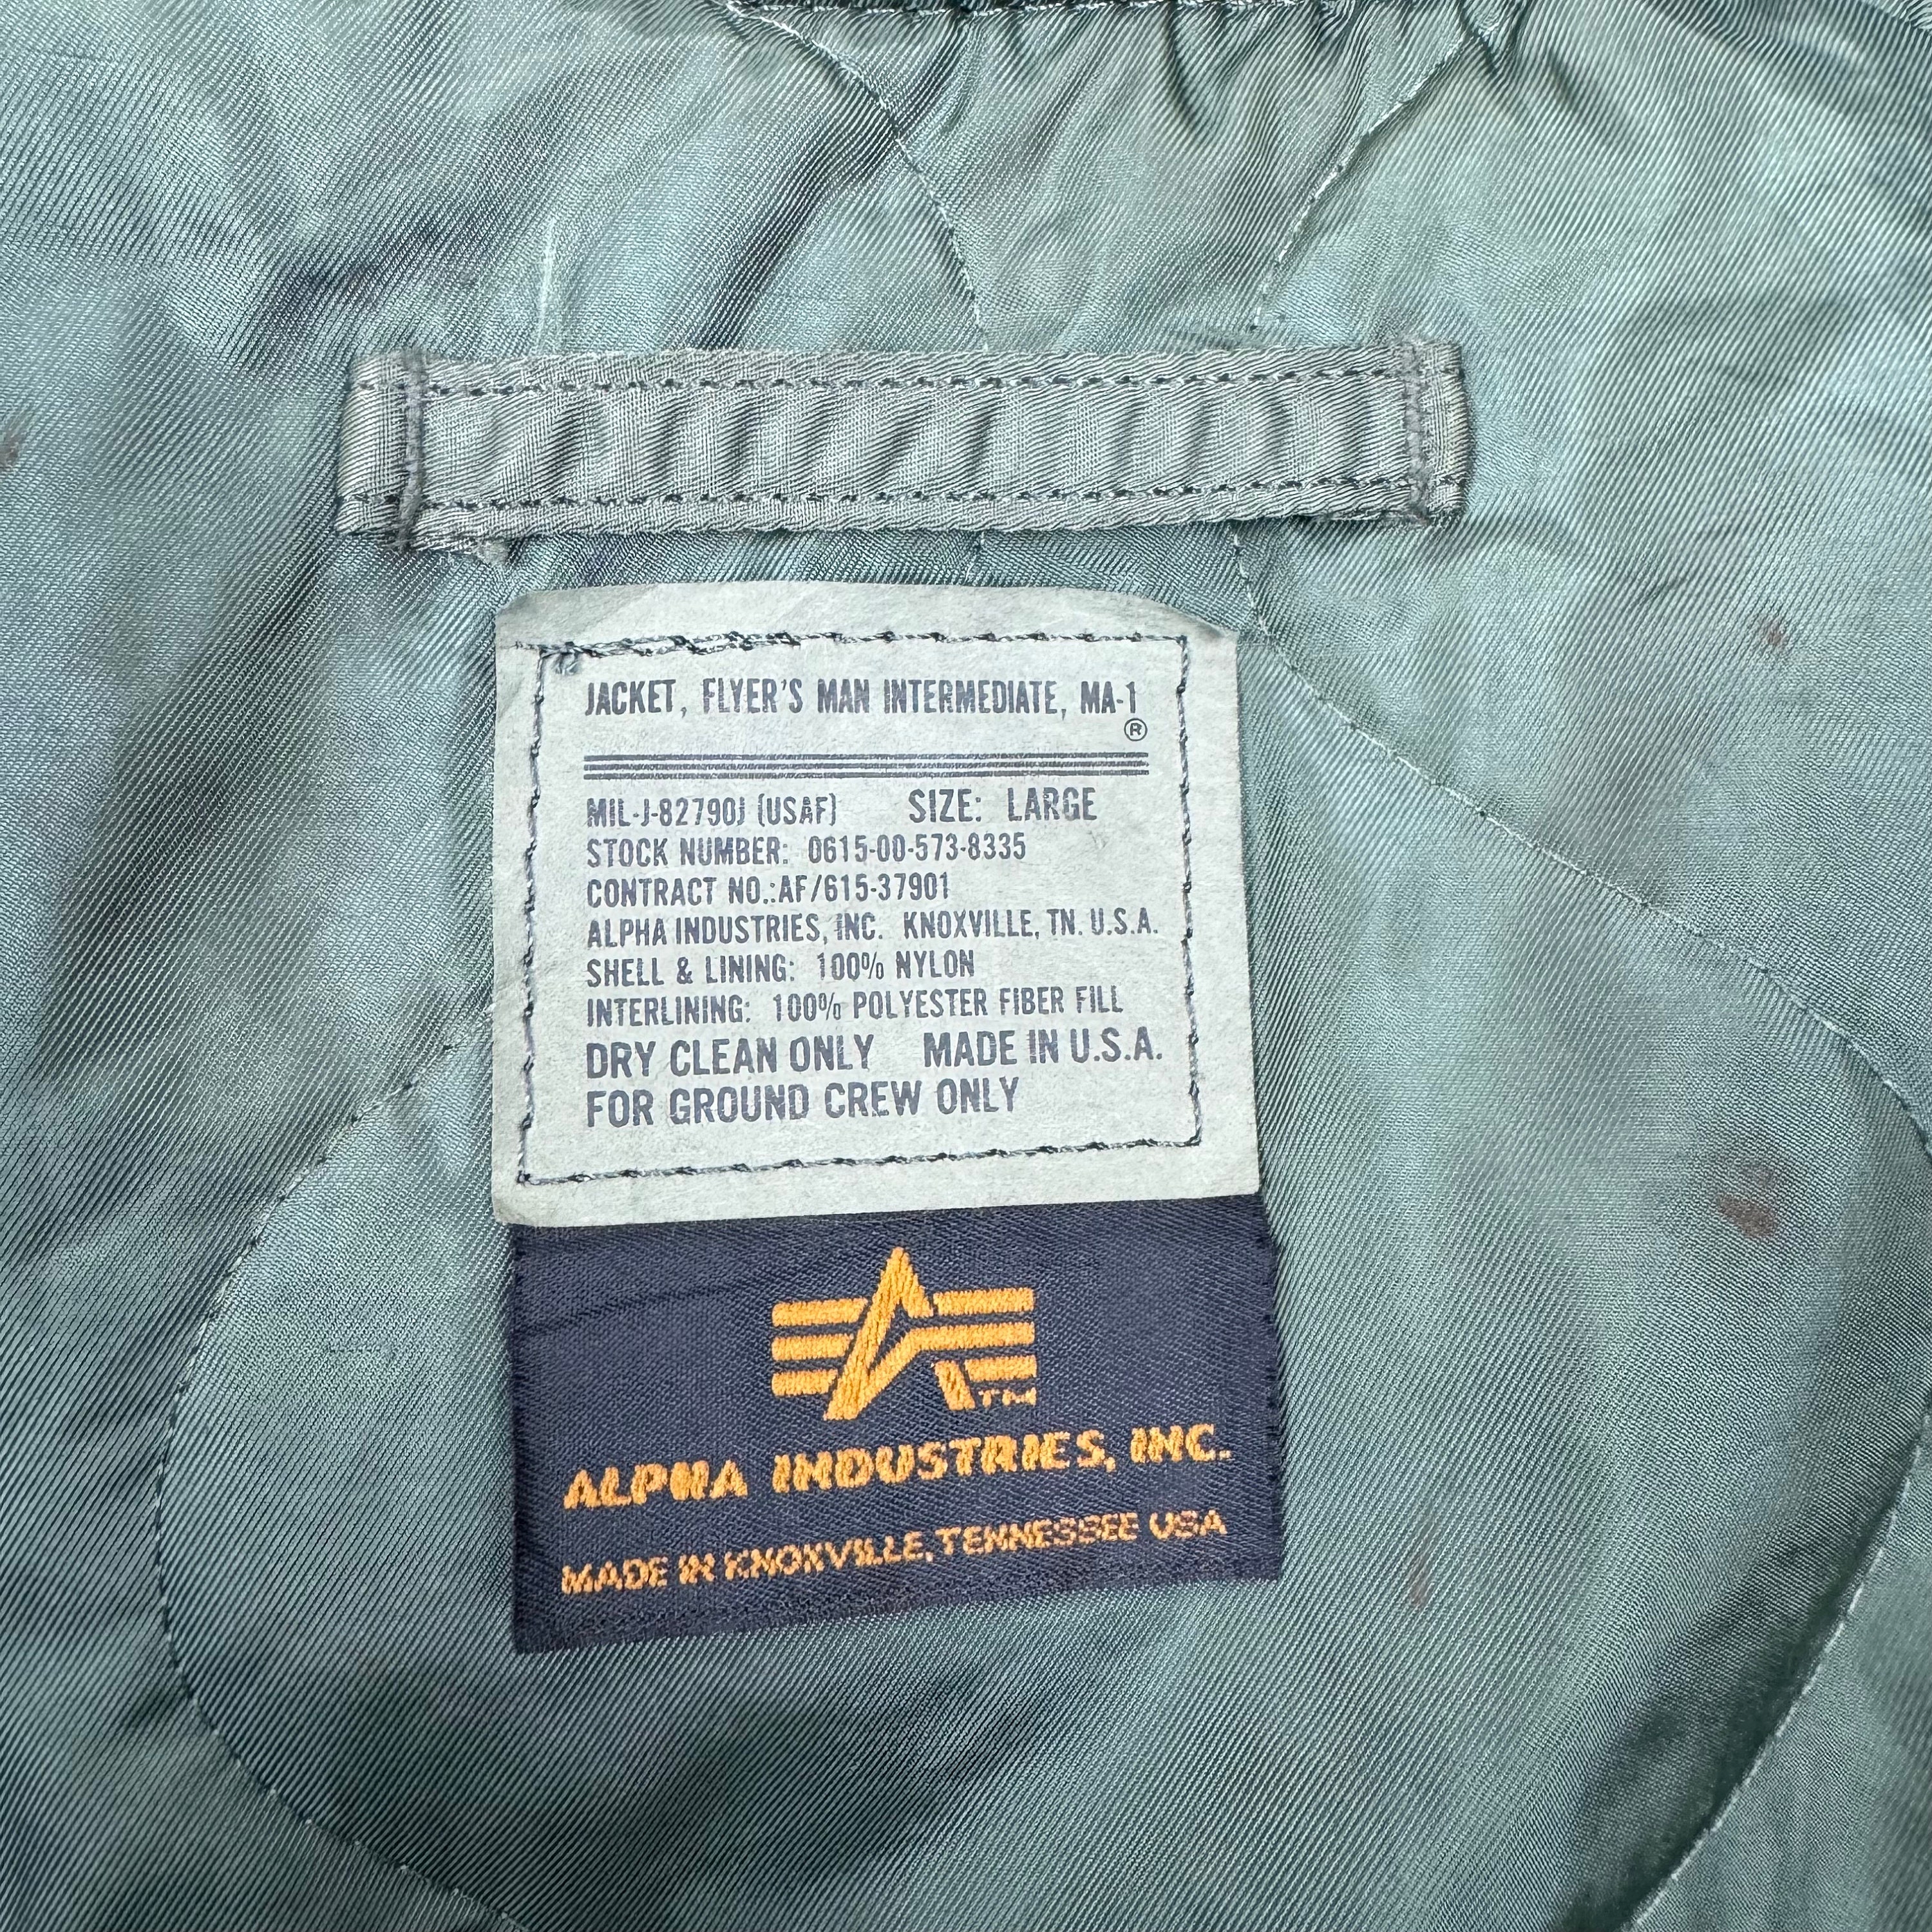 JACKET, FLYER'S MAN INTERMEDIATE, MA-1
®
MIL-J-82790J (USAF) SIZE: LARGE
STOCK NUMBER: 0615-00-573-8335
CONTRACT NO.:AF/615-37901
ALPHA INDUSTRIES, INC. KNOXVILLE, TN. U.S.A.
SHELL & LINING: 100% NYLON
INTERLINING: 100% POLYESTER FIBER FILL
DRY CLEAN ONLY MADE IN U.S.A.
FOR GROUND CREW ONLY
TM
ALPHA INDUSTRIES, INC.
MADE IN KNOXVILLE, TENNESSEE USA